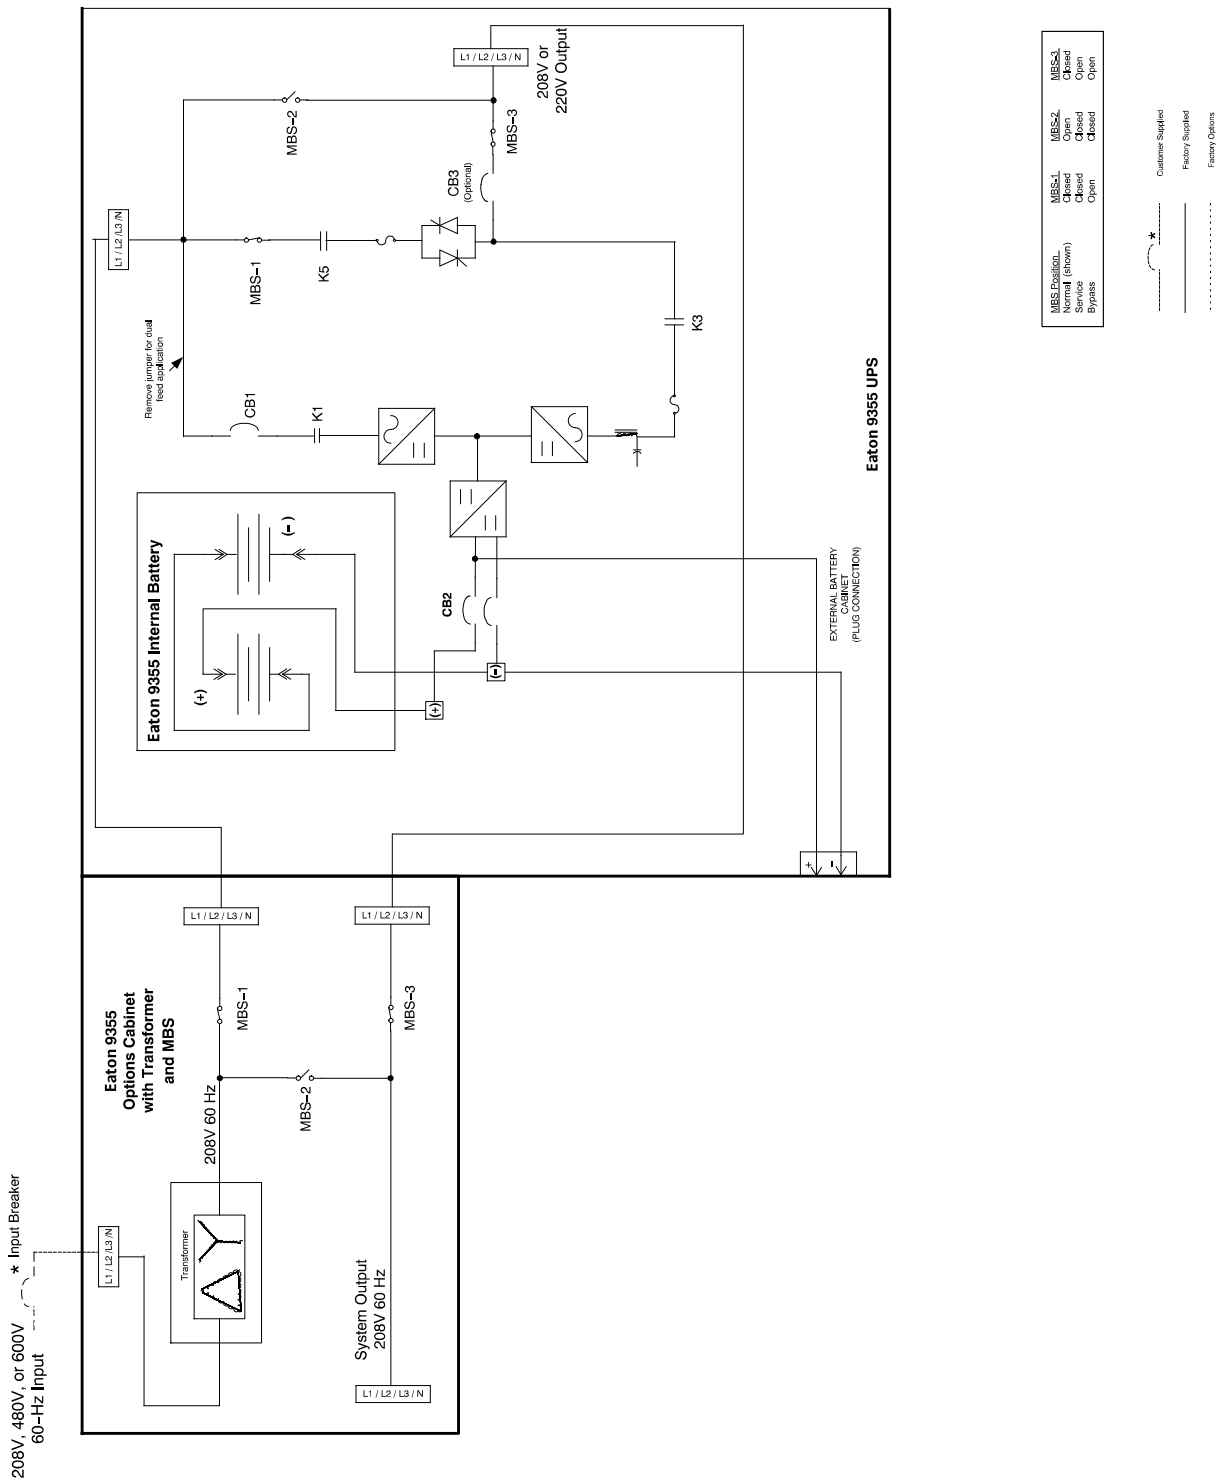 208V, 480V, or 600V
60-Hz Input
* Input Breaker
L1 / L2 /L3 /N
Transformer
208V 60 Hz
Eaton 9355
Options Cabinet
with Transformer
and MBS
MBS-1
MBS-2
MBS-3
L1 / L2 / L3 / N
L1 / L2 / L3 / N
System Output
208V 60 Hz
L1 / L2 / L3 / N
L1 / L2 /L3 /N
Remove jumper for dual
feed application
CB1
K1
MBS-1
K5
MBS-2
L1 / L2 / L3 / N
208V or
220V Output
MBS-3
CB3
(Optional)
K3
Eaton 9355 Internal Battery
(+)
(-)
CB2
(+)
(-)
EXTERNAL BATTERY
CABINET
(PLUG CONNECTION)
+
-
Eaton 9355 UPS
MBS Position MBS-1 MBS-2 MBS-3
Normal (shown) Closed Open Closed
Service Closed Closed Open
Bypass Open Closed Open
*
Customer Supplied
Factory Supplied
Factory Options